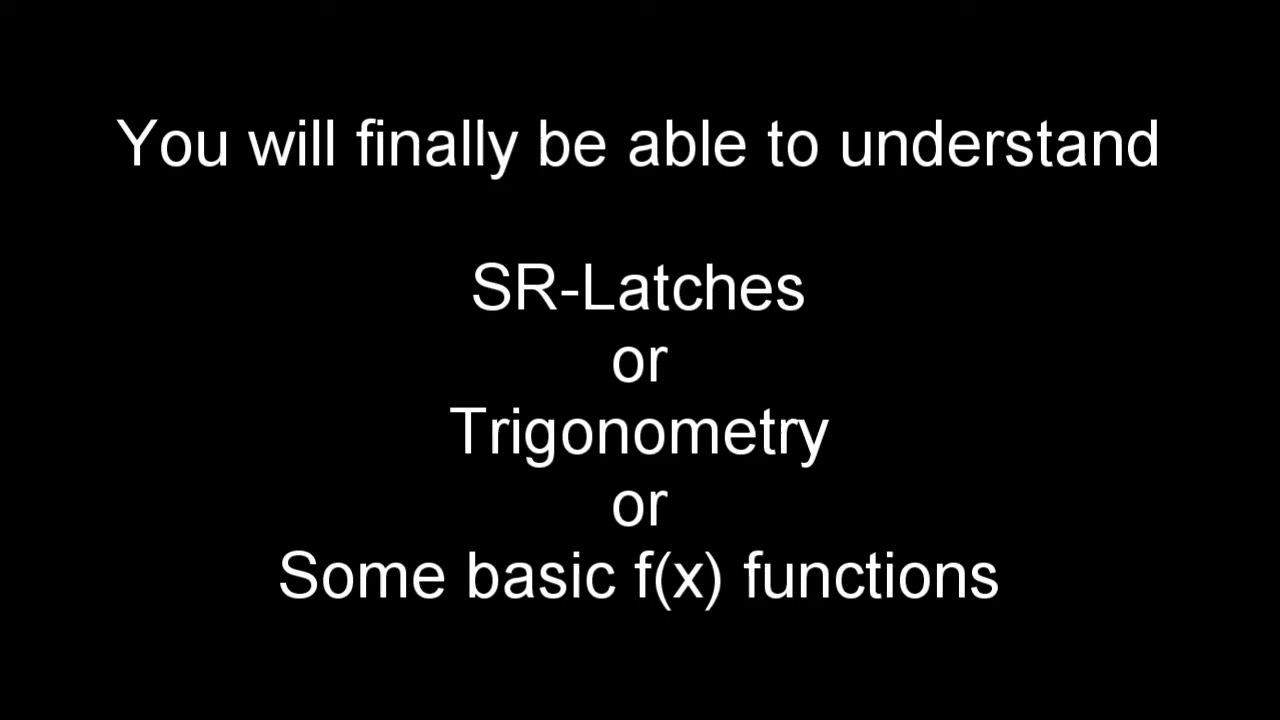 You will finally be able to understand
SR-Latches
or
Trigonometry
or
Some basic f(x) functions